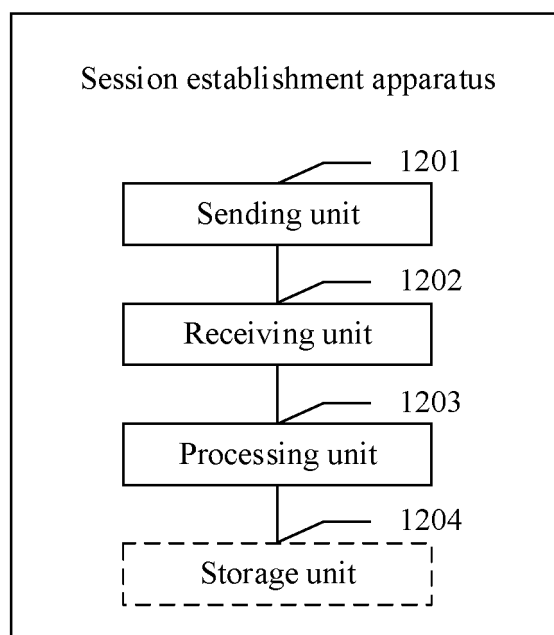 Session establishment apparatus
1201
Sending unit
1202
Receiving unit
1203
Processing unit
1204
Storage unit